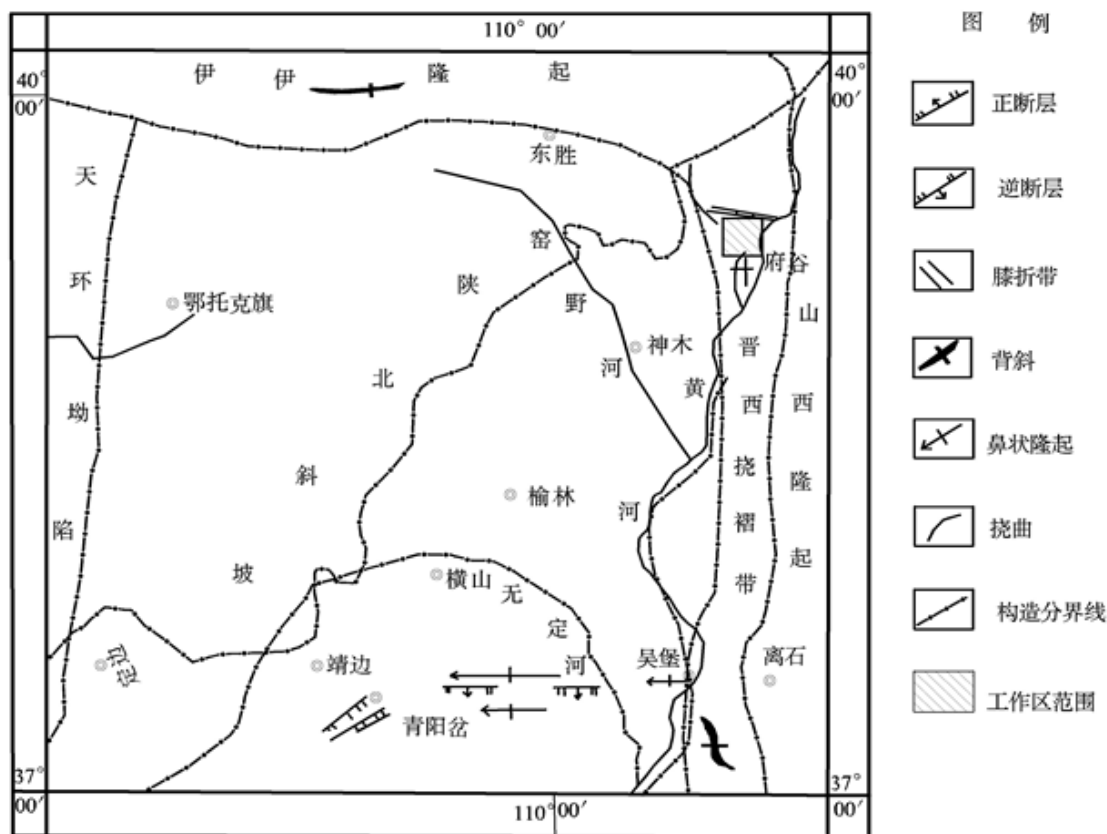 110° 00′
图 例
40°
00′
40°
00′
伊 伊 隆 起
正断层
东胜
天
环
坳
陷
逆断层
鄂托克旗
窑
野
河
府谷
膝折带
陕
北
斜
坡
神木
黄
河
晋
西
挠
褶
带
山
西
隆
起
背斜
鼻状隆起
榆林
挠曲
横山
无
定
河
构造分界线
定边
靖边
吴堡
离石
青阳岔
工作区范围
37°
00′
37°
00′
110°00′